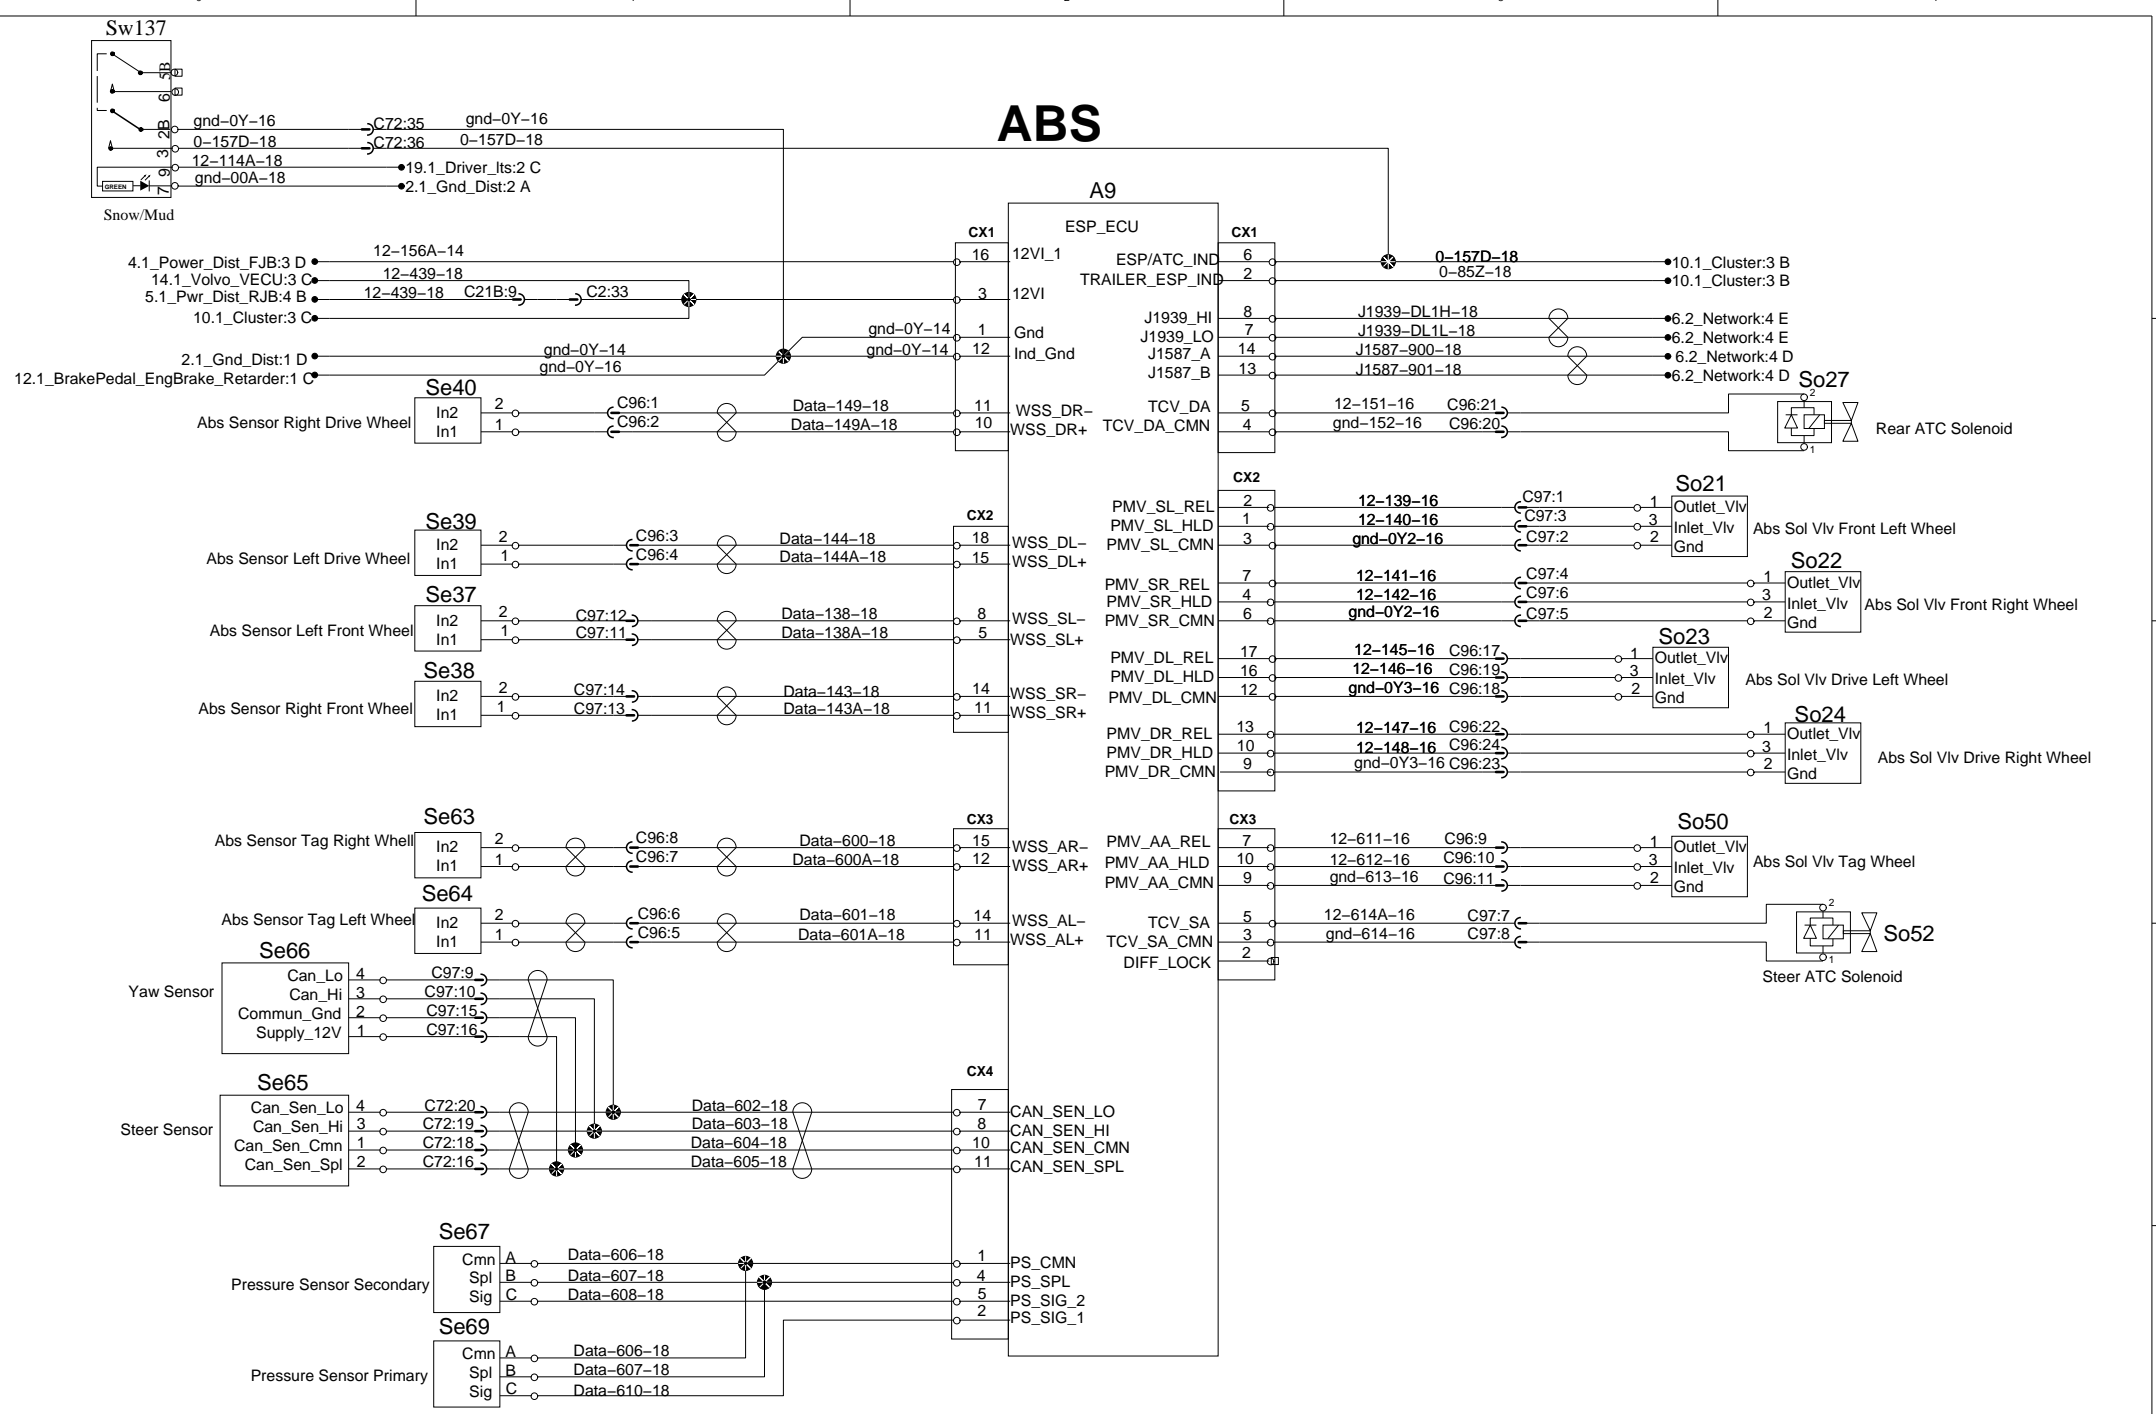 Sw137
5B
6
2B
3
9
7
GREEN
Snow/Mud
gnd–0Y–16 C72:35 gnd–0Y–16
0–157D–18 C72:36 0–157D–18
12–114A–18 19.1_Driver_lts:2 C
gnd–00A–18 2.1_Gnd_Dist:2 A
ABS
A9
ESP_ECU
CX1
4.1_Power_Dist_FJB:3 D 12–156A–14 16 12VI_1
14.1_Volvo_VECU:3 C 12–439–18
5.1_Pwr_Dist_RJB:4 B 12–439–18 C21B:9 C2:33 3 12VI
10.1_Cluster:3 C
gnd–0Y–14 1 Gnd
2.1_Gnd_Dist:1 D gnd–0Y–14 gnd–0Y–14 12 Ind_Gnd
12.1_BrakePedal_EngBrake_Retarder:1 C gnd–0Y–16
Se40
Abs Sensor Right Drive Wheel
In2 2 C96:1 Data–149–18 11 WSS_DR–
In1 1 C96:2 Data–149A–18 10 WSS_DR+
CX2
Se39
Abs Sensor Left Drive Wheel
In2 2 C96:3 Data–144–18 18 WSS_DL–
In1 1 C96:4 Data–144A–18 15 WSS_DL+
Se37
Abs Sensor Left Front Wheel
In2 2 C97:12 Data–138–18 8 WSS_SL–
In1 1 C97:11 Data–138A–18 5 WSS_SL+
Se38
Abs Sensor Right Front Wheel
In2 2 C97:14 Data–143–18 14 WSS_SR–
In1 1 C97:13 Data–143A–18 11 WSS_SR+
CX3
Se63
Abs Sensor Tag Right Whell
In2 2 C96:8 Data–600–18 15 WSS_AR–
In1 1 C96:7 Data–600A–18 12 WSS_AR+
Se64
Abs Sensor Tag Left Wheel
In2 2 C96:6 Data–601–18 14 WSS_AL–
In1 1 C96:5 Data–601A–18 11 WSS_AL+
Se66
Yaw Sensor
Can_Lo 4 C97:9
Can_Hi 3 C97:10
Commun_Gnd 2 C97:15
Supply_12V 1 C97:16
CX4
Se65
Steer Sensor
Can_Sen_Lo 4 C72:20 Data–602–18 7 CAN_SEN_LO
Can_Sen_Hi 3 C72:19 Data–603–18 8 CAN_SEN_HI
Can_Sen_Cmn 1 C72:18 Data–604–18 10 CAN_SEN_CMN
Can_Sen_Spl 2 C72:16 Data–605–18 11 CAN_SEN_SPL
Se67
Pressure Sensor Secondary
Cmn A Data–606–18 1 PS_CMN
Spl B Data–607–18 4 PS_SPL
Sig C Data–608–18 5 PS_SIG_2
2 PS_SIG_1
Se69
Pressure Sensor Primary
Cmn A Data–606–18
Spl B Data–607–18
Sig C Data–610–18
CX1
ESP/ATC_IND 6 0–157D–18 10.1_Cluster:3 B
TRAILER_ESP_IND 2 0–85Z–18 10.1_Cluster:3 B
J1939_HI 8 J1939–DL1H–18 6.2_Network:4 E
J1939_LO 7 J1939–DL1L–18 6.2_Network:4 E
J1587_A 14 J1587–900–18 6.2_Network:4 D
J1587_B 13 J1587–901–18 6.2_Network:4 D
So27
TCV_DA 5 12–151–16 C96:21 2
TCV_DA_CMN 4 gnd–152–16 C96:20 1
Rear ATC Solenoid
CX2
So21
PMV_SL_REL 2 12–139–16 C97:1 1 Outlet_Vlv
PMV_SL_HLD 1 12–140–16 C97:3 3 Inlet_Vlv
PMV_SL_CMN 3 gnd–0Y2–16 C97:2 2 Gnd
Abs Sol Vlv Front Left Wheel
So22
PMV_SR_REL 7 12–141–16 C97:4 1 Outlet_Vlv
PMV_SR_HLD 4 12–142–16 C97:6 3 Inlet_Vlv
PMV_SR_CMN 6 gnd–0Y2–16 C97:5 2 Gnd
Abs Sol Vlv Front Right Wheel
So23
PMV_DL_REL 17 12–145–16 C96:17 1 Outlet_Vlv
PMV_DL_HLD 16 12–146–16 C96:19 3 Inlet_Vlv
PMV_DL_CMN 12 gnd–0Y3–16 C96:18 2 Gnd
Abs Sol Vlv Drive Left Wheel
So24
PMV_DR_REL 13 12–147–16 C96:22 1 Outlet_Vlv
PMV_DR_HLD 10 12–148–16 C96:24 3 Inlet_Vlv
PMV_DR_CMN 9 gnd–0Y3–16 C96:23 2 Gnd
Abs Sol Vlv Drive Right Wheel
CX3
So50
PMV_AA_REL 7 12–611–16 C96:9 1 Outlet_Vlv
PMV_AA_HLD 10 12–612–16 C96:10 3 Inlet_Vlv
PMV_AA_CMN 9 gnd–613–16 C96:11 2 Gnd
Abs Sol Vlv Tag Wheel
TCV_SA 5 12–614A–16 C97:7 2
TCV_SA_CMN 3 gnd–614–16 C97:8 1
DIFF_LOCK 2
So52
Steer ATC Solenoid